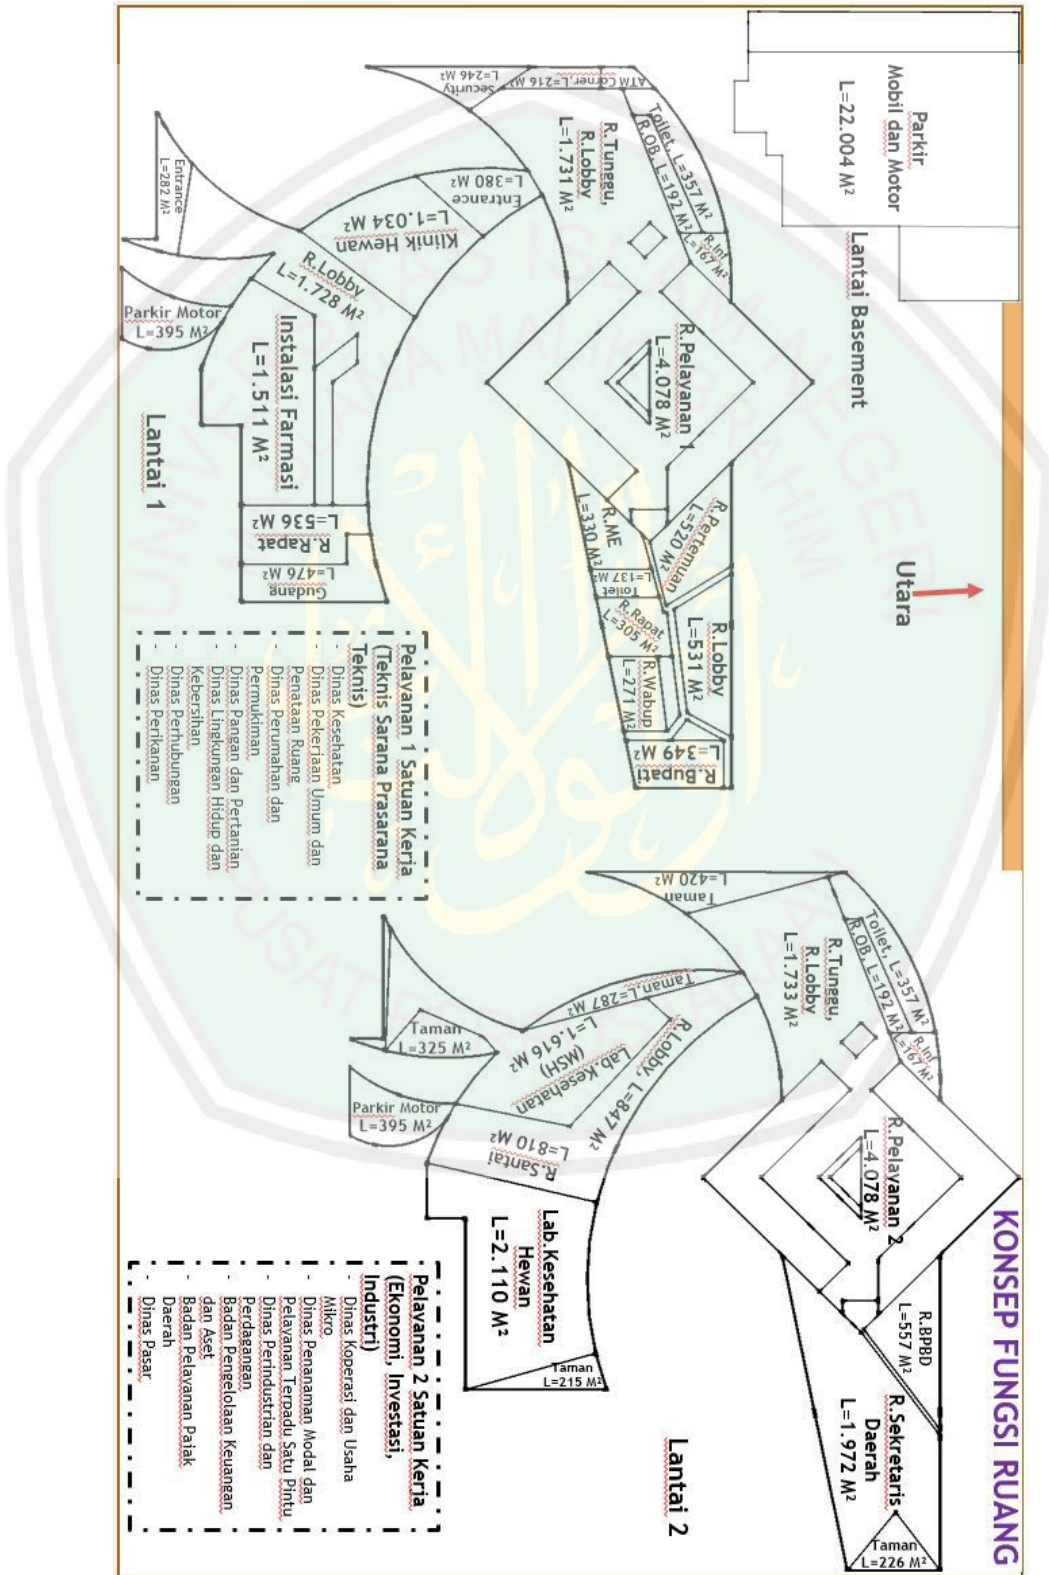 KONSEP FUNGSI RUANG
Parkir
Mobil dan Motor
L=22.004 M²
Lantai Basement
Utara
ATM Corner,L=216 M²
Security
L=246 M²
Toilet, L=357 M²
R.OB, L=192 M²
R.Inf
L=167 M²
R.Tunggu,
R.Lobby
L=1.731 M²
Entrance
L=380 M²
Klinik Hewan
L=1.034 M²
Entrance
L=282 M²
R.Lobby
L=1.728 M²
Parkir Motor
L=395 M²
Instalasi Farmasi
L=1.511 M²
R.Rapat
L=536 M²
Gudang
L=476 M²
R.Pelayanan 1
L=4.078 M²
R.Pertemuan
L=520 M²
R.ME
L=330 M²
Toilet
L=137 M²
R.Rapat
L=305 M²
R.Lobby
L=531 M²
R.Wabup
L=271 M²
R.Bupati
L=349 M²
Lantai 1
Pelayanan 1 Satuan Kerja
(Teknis Sarana Prasarana
Teknis)
- Dinas Kesehatan
- Dinas Pekerjaan Umum dan
Penataan Ruang
- Dinas Perumahan dan
Permukiman
- Dinas Pangan dan Pertanian
- Dinas Lingkungan Hidup dan
Kebersihan
- Dinas Perhubungan
- Dinas Perikanan
Taman
L=420 M²
Toilet, L=357 M²
R.OB, L=192 M²
R.Inf
L=167 M²
R.Tunggu,
R.Lobby
L=1.733 M²
Taman,L=287 M²
R.Lobby, L=847 M²
Lab.Kesehatan
(MSH)
L=1.616 M²
Taman
L=325 M²
Parkir Motor
L=395 M²
R.Santai
L=810 M²
Lab.Kesehatan
Hewan
L=2.110 M²
Taman
L=215 M²
R.Pelayanan 2
L=4.078 M²
R.BPBD
L=557 M²
R.Sekretaris
Daerah
L=1.972 M²
Taman
L=226 M²
Lantai 2
Pelayanan 2 Satuan Kerja
(Ekonomi, Investasi,
Industri)
- Dinas Koperasi dan Usaha
Mikro
- Dinas Penanaman Modal dan
Pelayanan Terpadu Satu Pintu
- Dinas Perindustrian dan
Perdagangan
- Badan Pengelolaan Keuangan
dan Aset
- Badan Pelayanan Pajak
Daerah
- Dinas Pasar